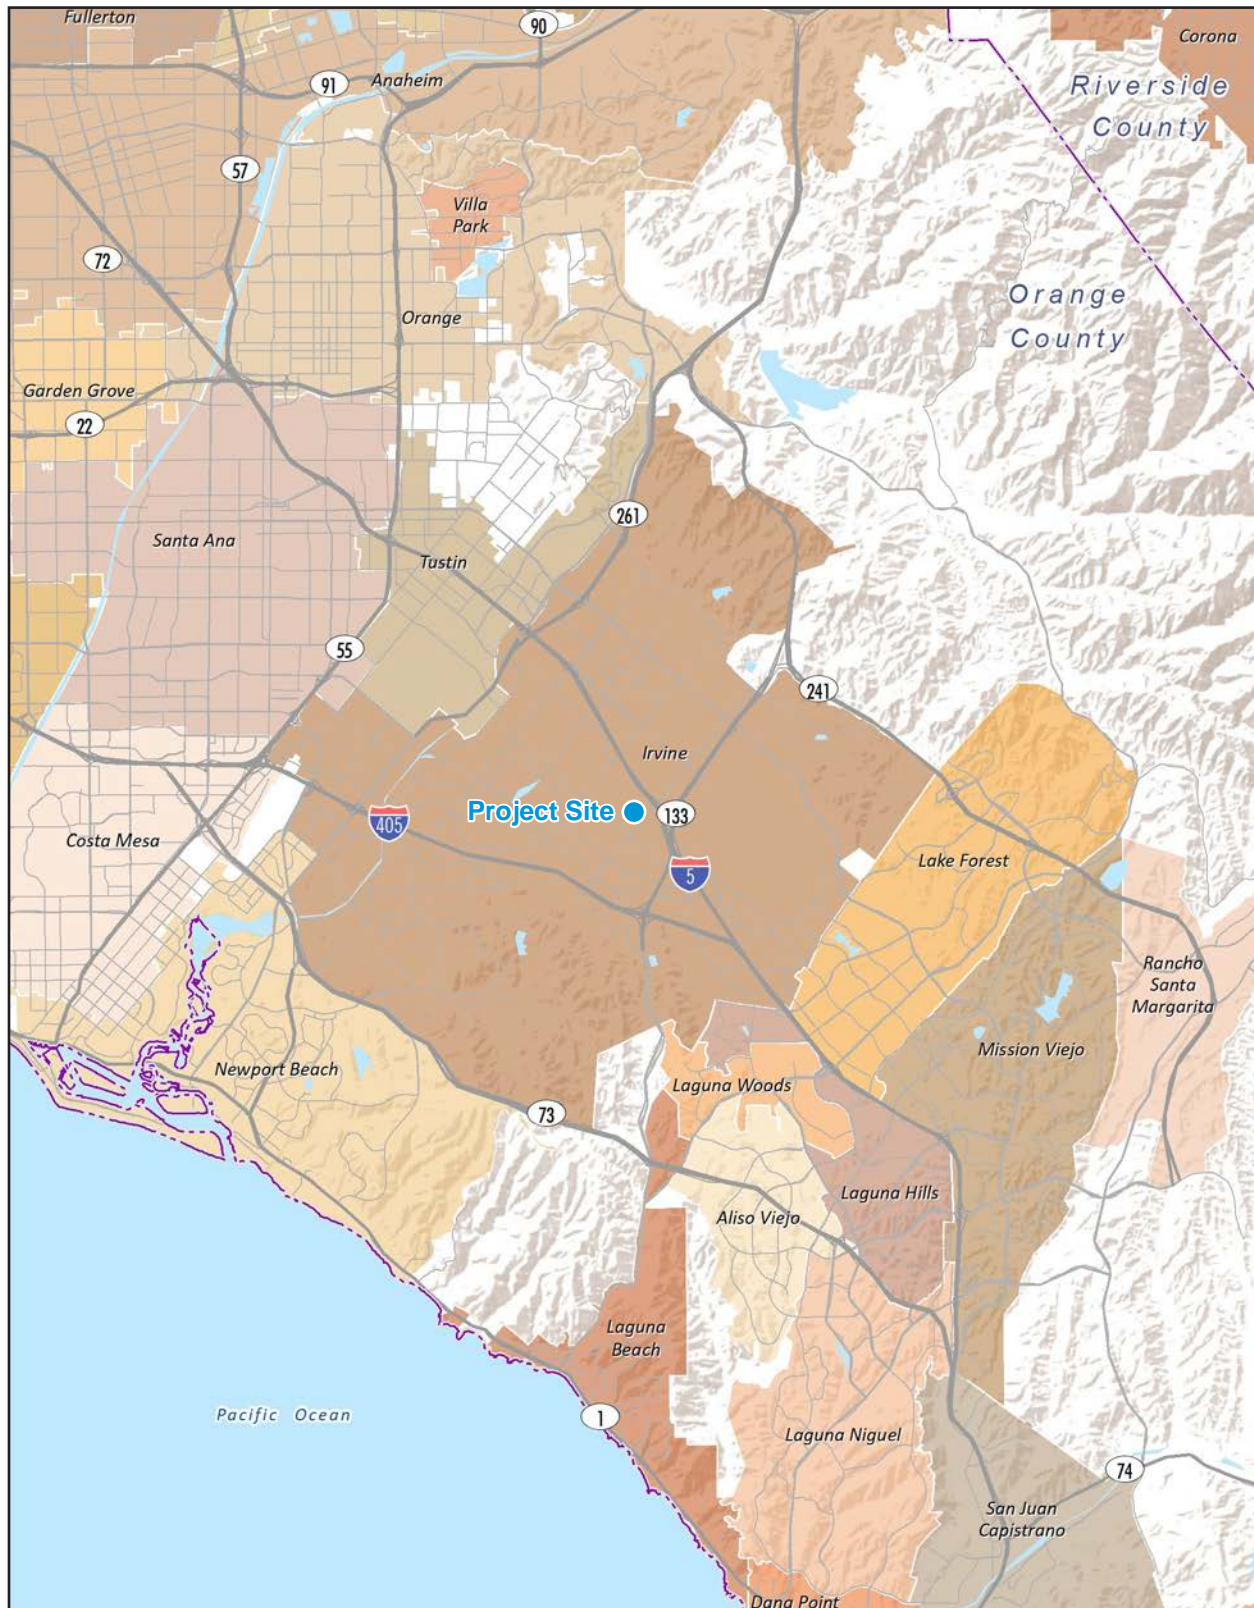 Fullerton
90
Corona
91
Anaheim
Riverside
County
57
Villa
Park
72
Orange
Orange
County
Garden Grove
22
261
Santa Ana
Tustin
55
241
Irvine
Project Site
133
405
Costa Mesa
5
Lake Forest
Rancho
Santa
Margarita
Mission Viejo
Newport Beach
Laguna Woods
73
Laguna Hills
Aliso Viejo
Laguna
Beach
Pacific Ocean
1
Laguna Niguel
74
San Juan
Capistrano
Dana Point